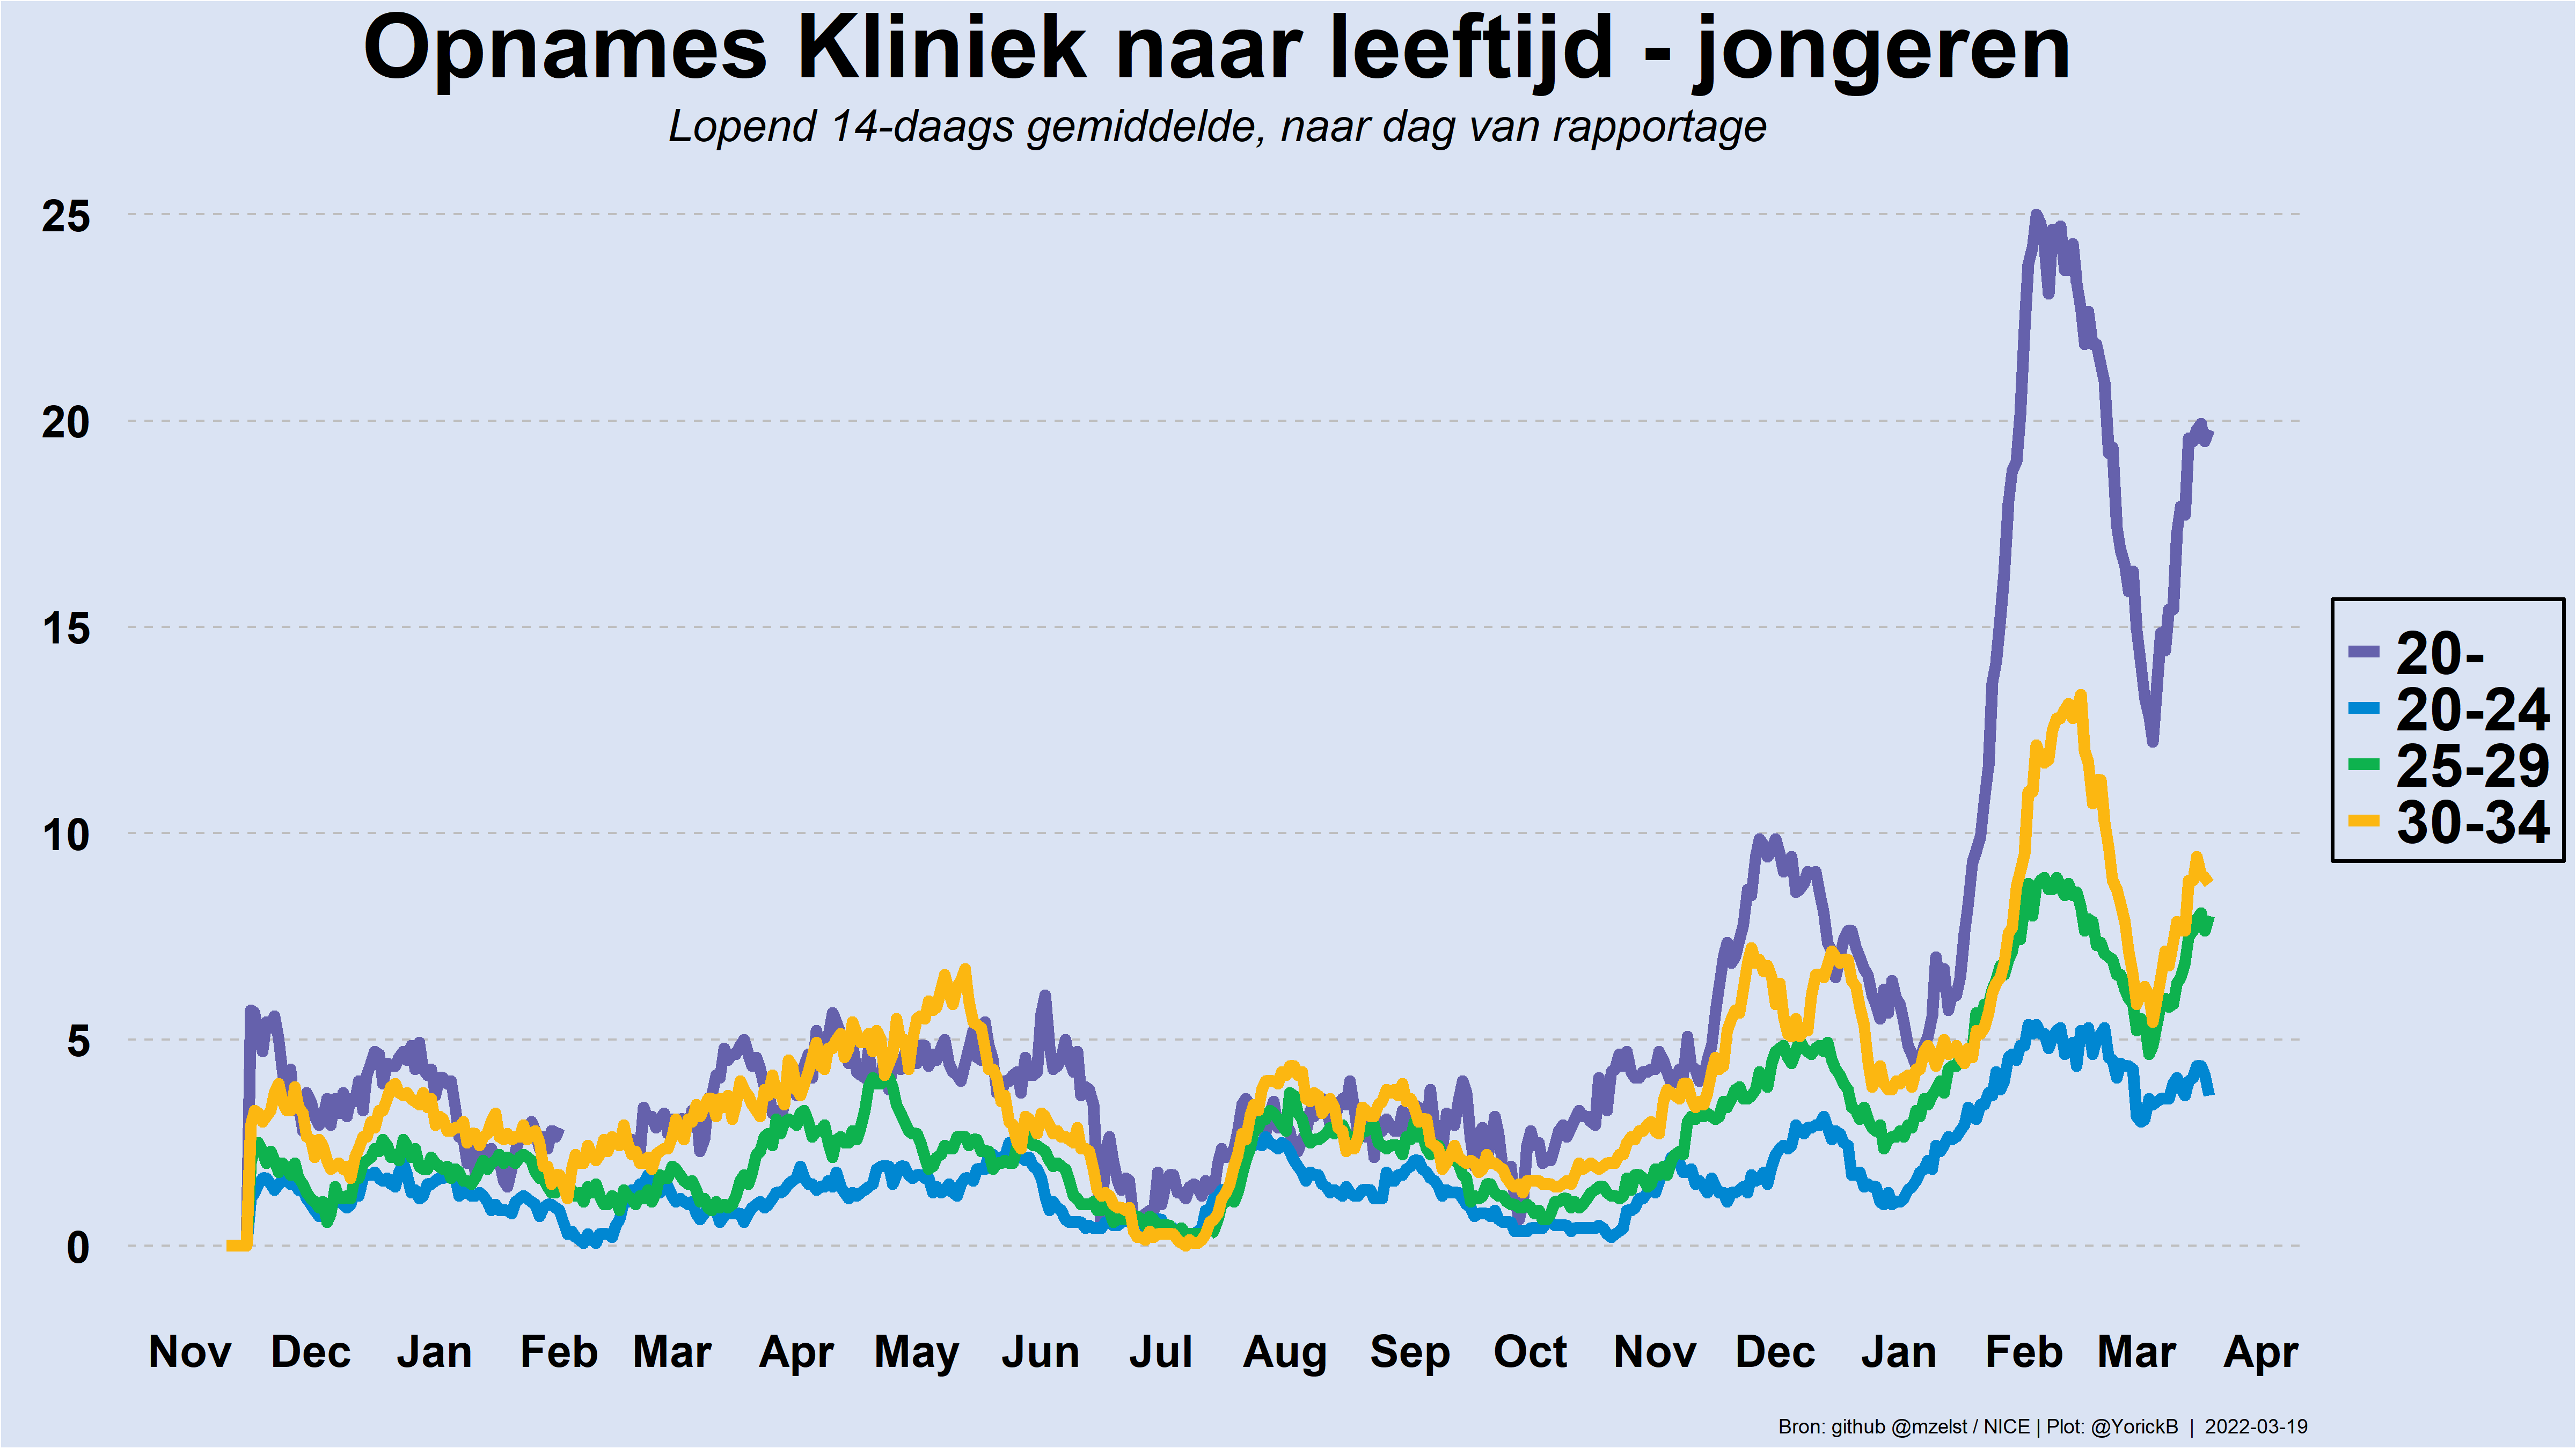 Opnames Kliniek naar leeftijd - jongeren
Lopend 14-daags gemiddelde, naar dag van rapportage
25
20
15
10
5
0
20-
20-24
25-29
30-34
Nov Dec Jan Feb Mar Apr May Jun Jul Aug Sep Oct Nov Dec Jan Feb Mar Apr
Bron: github @mzelst / NICE | Plot: @YorickB | 2022-03-19